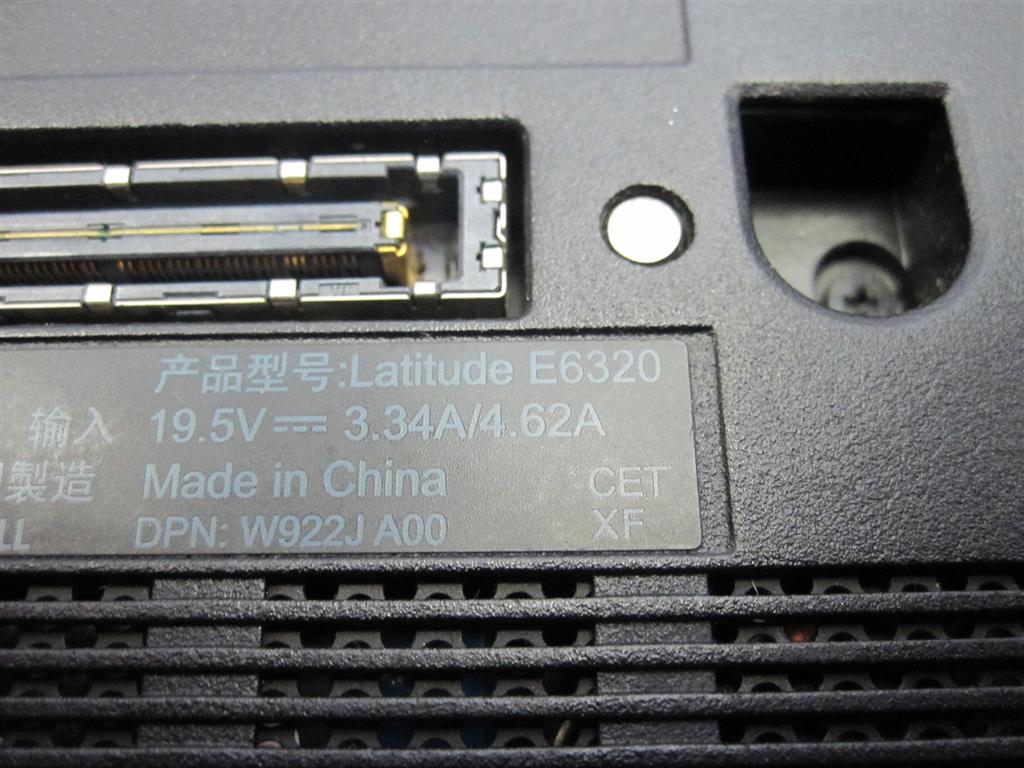 产品型号:Latitude E6320
输入 19.5V⎓ 3.34A/4.62A
製造 Made in China CET
DPN: W922J A00 XF